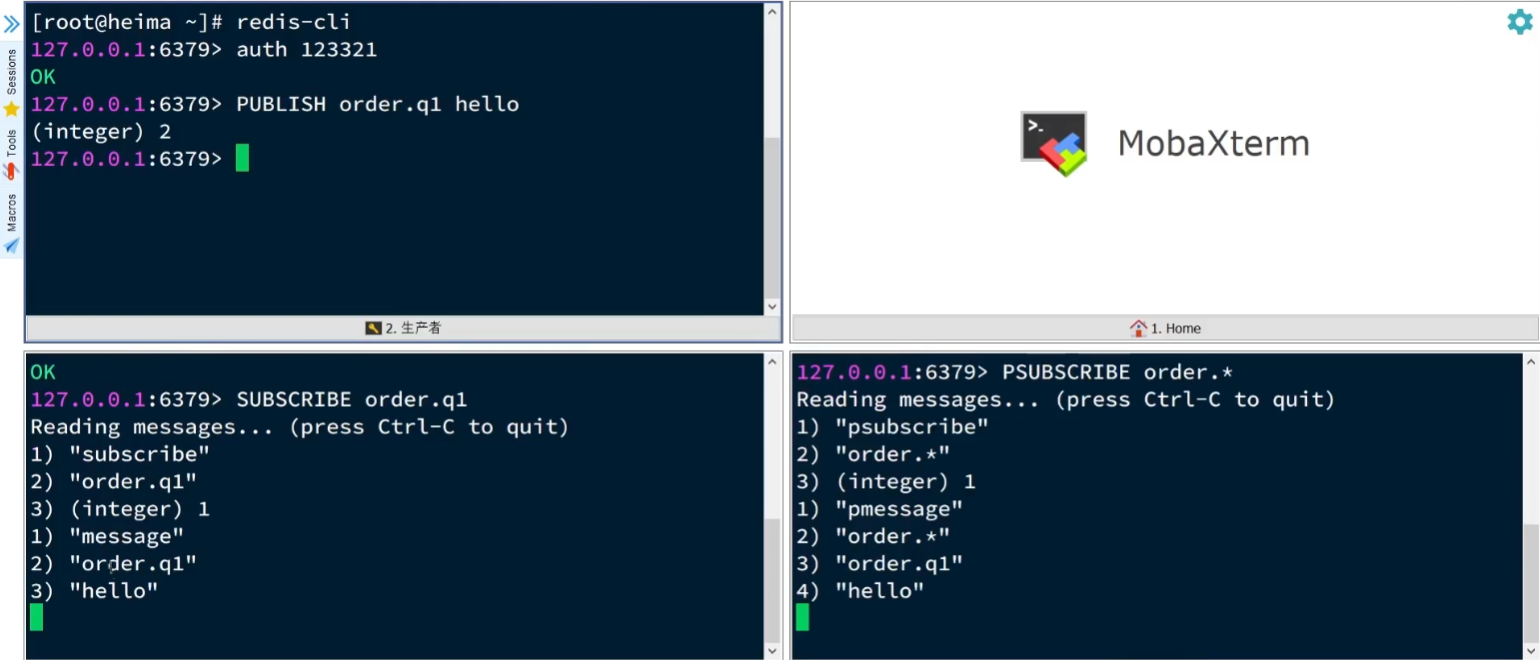 Sessions
Tools
Macros
[root@heima ~]# redis-cli
127.0.0.1:6379> auth 123321
OK
127.0.0.1:6379> PUBLISH order.q1 hello
(integer) 2
127.0.0.1:6379>
2. 生产者
MobaXterm
1. Home
OK
127.0.0.1:6379> SUBSCRIBE order.q1
Reading messages... (press Ctrl-C to quit)
1) "subscribe"
2) "order.q1"
3) (integer) 1
1) "message"
2) "order.q1"
3) "hello"
127.0.0.1:6379> PSUBSCRIBE order.*
Reading messages... (press Ctrl-C to quit)
1) "psubscribe"
2) "order.*"
3) (integer) 1
1) "pmessage"
2) "order.*"
3) "order.q1"
4) "hello"